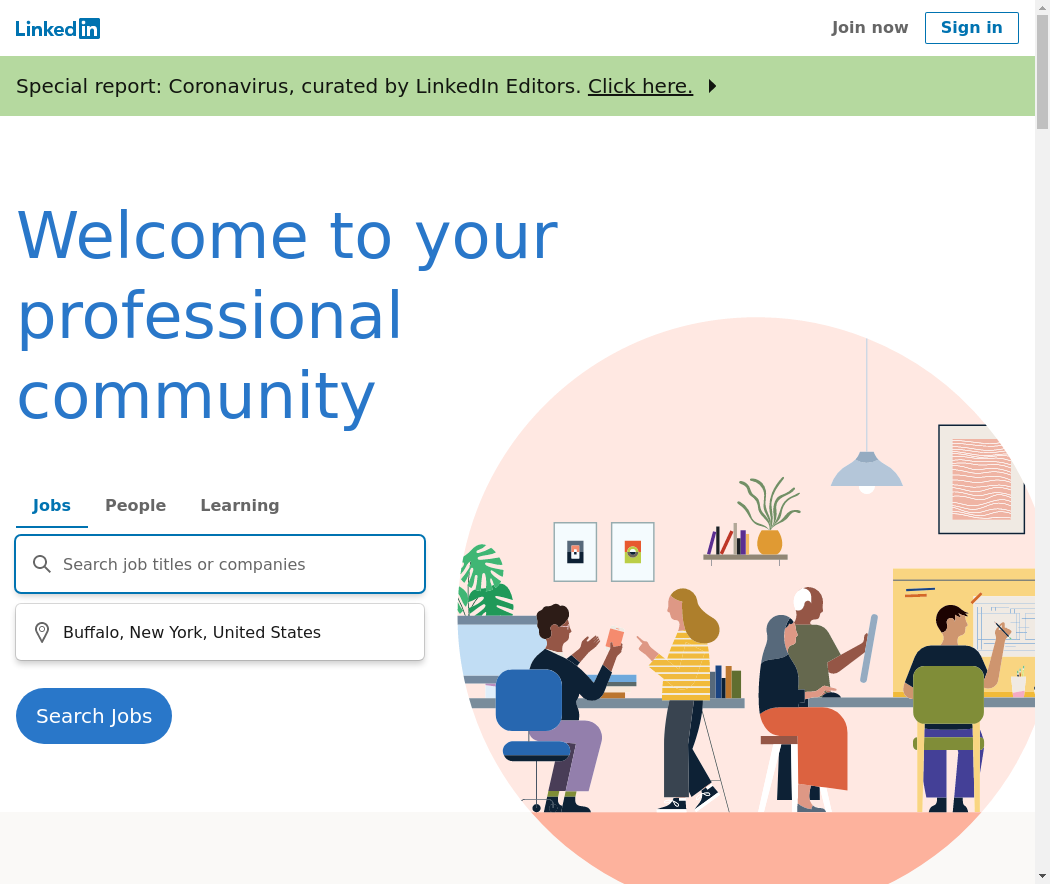 LinkedIn
Join now
Sign in
Special report: Coronavirus, curated by LinkedIn Editors. Click here.
Welcome to your
professional
community
Jobs People Learning
Search job titles or companies
Buffalo, New York, United States
Search Jobs